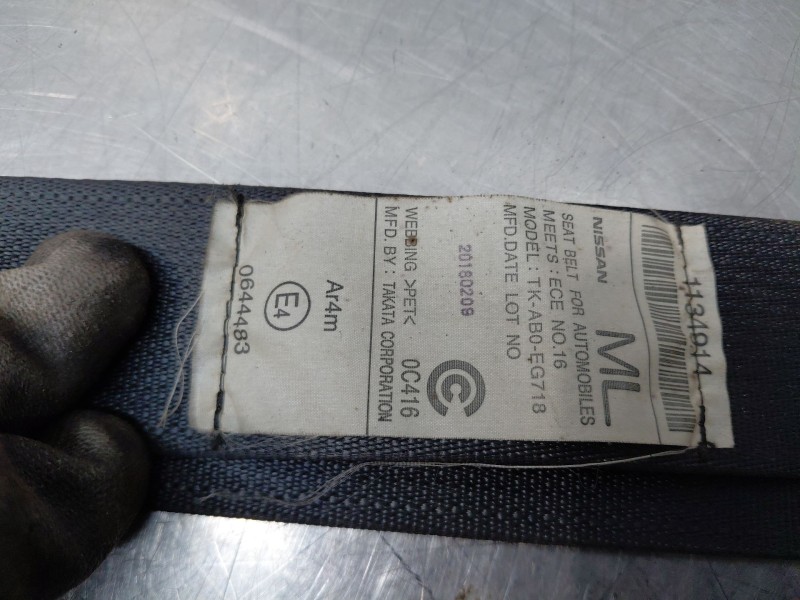 1134914
NISSAN
ML
SEAT BELT FOR AUTOMOBILES
MEETS : ECE NO.16
MODEL : TK-AB0-EG718
MFD.DATE LOT NO
20180209
WEBBING >PET< 0C416
MFD. BY : TAKATA CORPORATION
Ar4m
E4
0644483